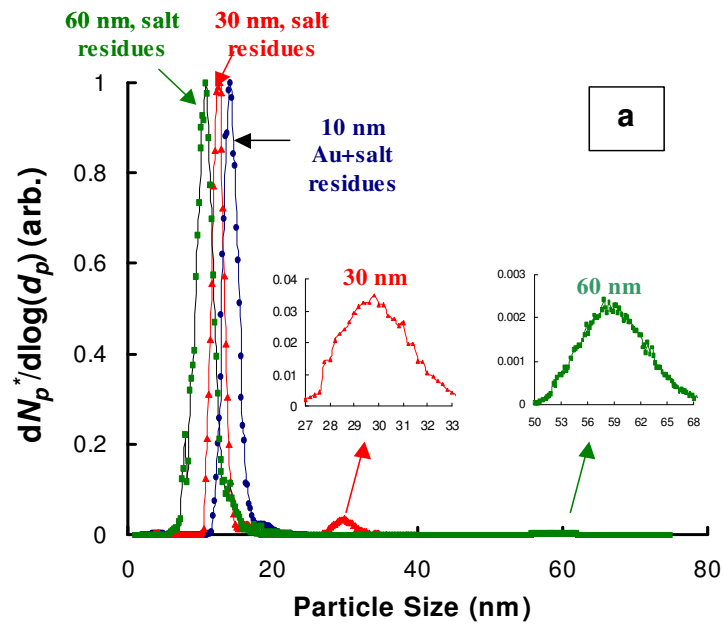 60 nm, salt
residues
30 nm, salt
residues
a
10 nm
Au+salt
residues
dNp*/dlog(dp) (arb.)
1
0.8
0.6
0.4
0.2
0
30 nm
0.04
0.03
0.02
0.01
0
27 28 29 30 31 32 33
60 nm
0.003
0.002
0.001
0
50 53 56 59 62 65 68
0 20 40 60 80
Particle Size (nm)